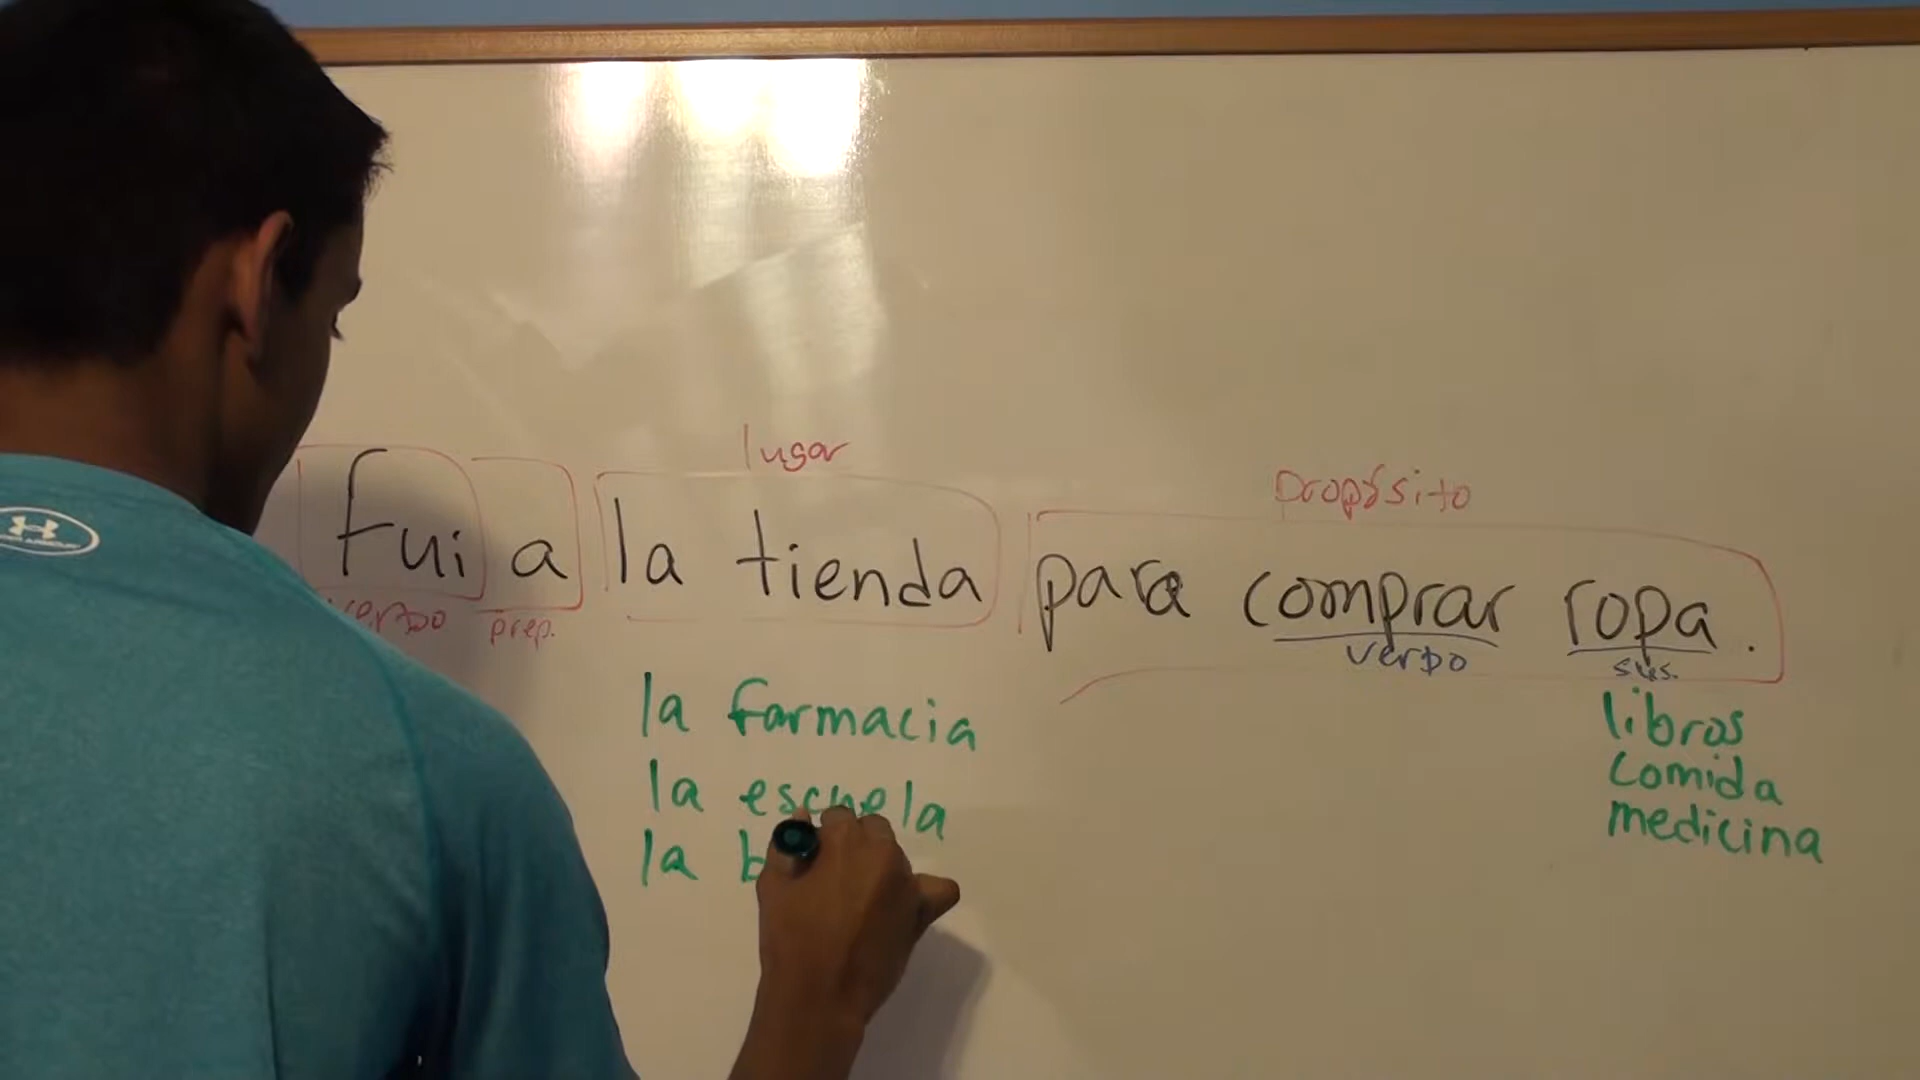 lugar
propósito
Fui a la tienda para comprar ropa.
verbo prep.
verbo sus.
la farmacia
la escuela
la b
libros
comida
medicina